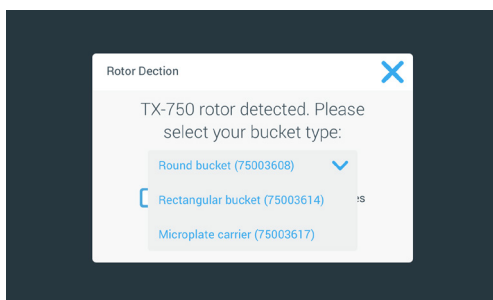 Rotor Dection
TX-750 rotor detected. Please
select your bucket type:
Round bucket (75003608)
Rectangular bucket (75003614)
Microplate carrier (75003617)